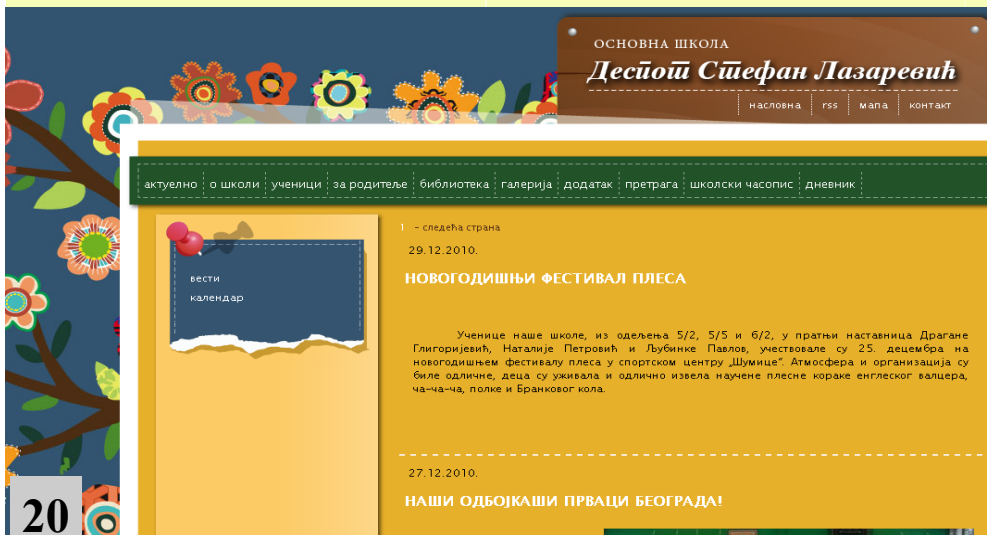 ОСНОВНА ШКОЛА
Деспот Стефан Лазаревић
насловна rss мапа контакт
актуелно о школи ученици за родитеље библиотека галерија додатак претрага школски часопис дневник
вести
календар
1 - следећа страна
29.12.2010.
НОВОГОДИШЊИ ФЕСТИВАЛ ПЛЕСА
Ученице наше школе, из одељења 5/2, 5/5 и 6/2, у пратњи наставница Драгане
Глигоријевић, Наталије Петровић и Љубинке Павлов, учествовале су 25. децембра на
новогодишњем фестивалу плеса у спортском центру „Шумице“. Атмосфера и организација су
биле одличне, деца су уживала и одлично извела научене плесне кораке енглеског валцера,
ча-ча-ча, полке и Бранковог кола.
27.12.2010.
НАШИ ОДБОЈКАШИ ПРВАЦИ БЕОГРАДА!
20